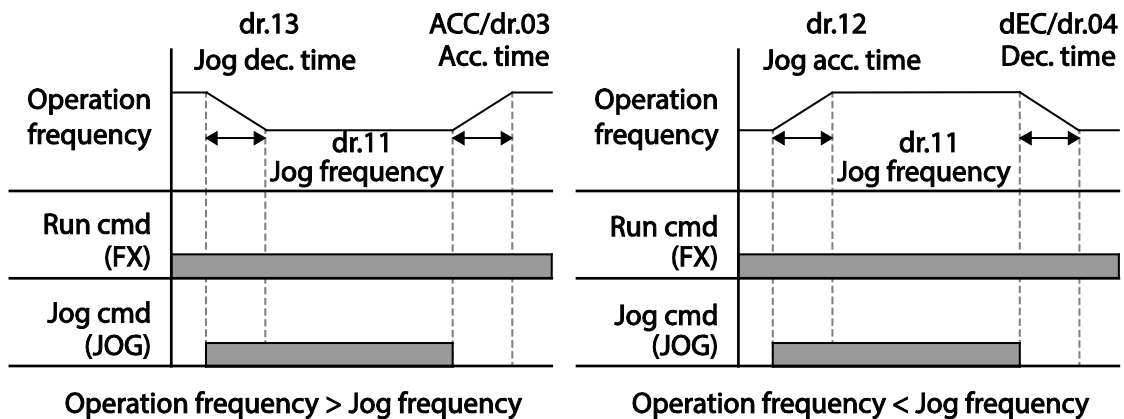 dr.13
Jog dec. time
ACC/dr.03
Acc. time
Operation
frequency
dr.11
Jog frequency
Run cmd
(FX)
Jog cmd
(JOG)
Operation frequency > Jog frequency
dr.12
Jog acc. time
dEC/dr.04
Dec. time
Operation
frequency
dr.11
Jog frequency
Run cmd
(FX)
Jog cmd
(JOG)
Operation frequency < Jog frequency